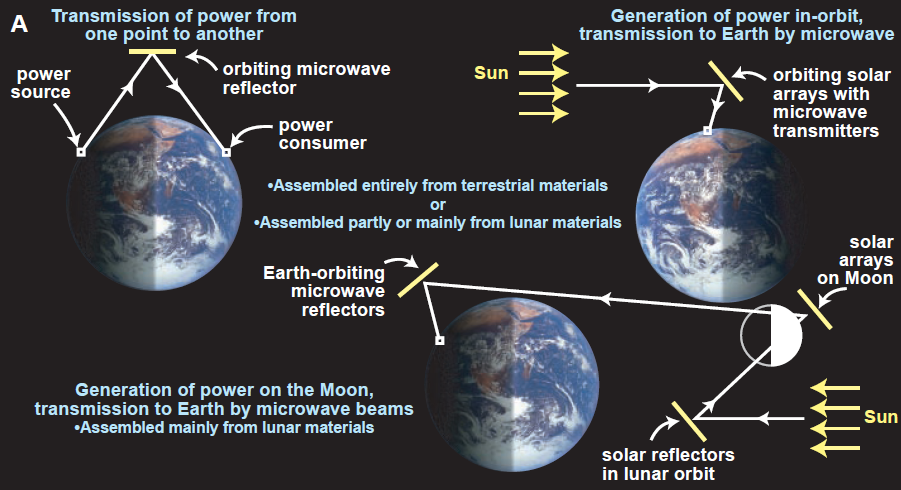 A
Transmission of power from
one point to another
power
source
orbiting microwave
reflector
power
consumer
Generation of power in-orbit,
transmission to Earth by microwave
Sun
orbiting solar
arrays with
microwave
transmitters
•Assembled entirely from terrestrial materials
or
•Assembled partly or mainly from lunar materials
Earth-orbiting
microwave
reflectors
solar
arrays
on Moon
Generation of power on the Moon,
transmission to Earth by microwave beams
•Assembled mainly from lunar materials
Sun
solar reflectors
in lunar orbit